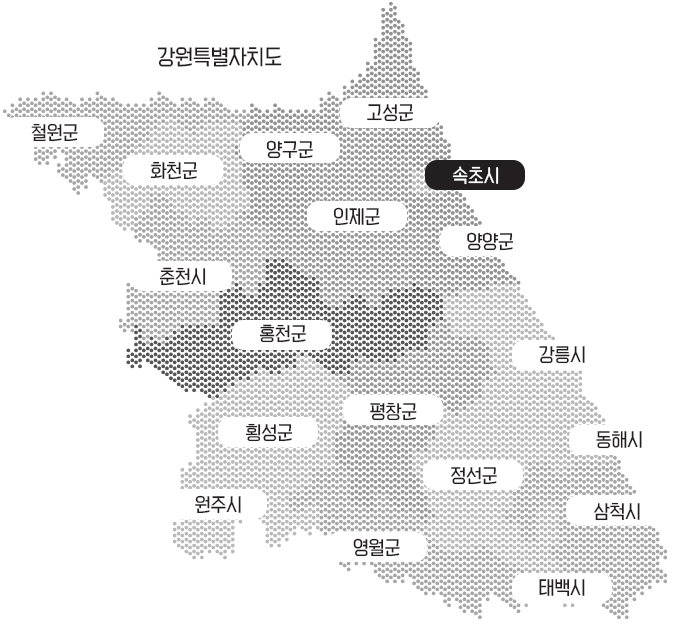 강원특별자치도
고성군
철원군
양구군
화천군
속초시
인제군
양양군
춘천시
홍천군
강릉시
평창군
횡성군
동해시
정선군
원주시
삼척시
영월군
태백시